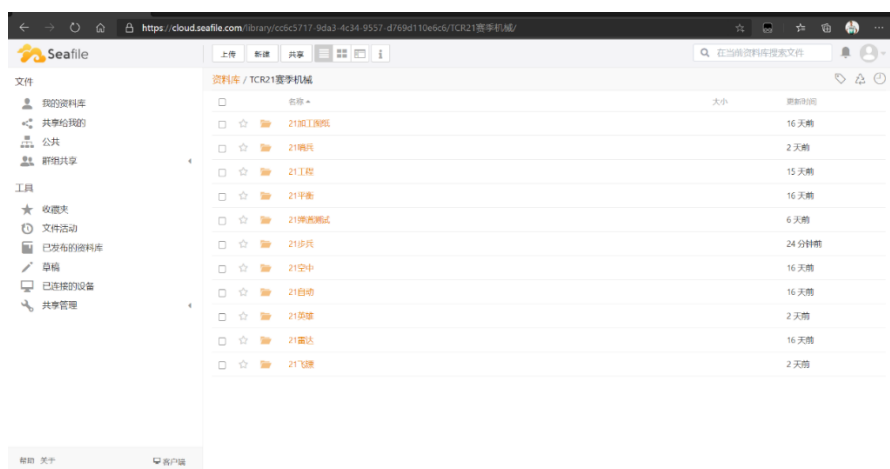 https://cloud.seafile.com/library/cc6c5717-9da3-4c34-9557-d769d110e6c6/TCR21赛季机械/
Seafile
上传 新建 共享
在当前资料库搜索文件
文件
我的资料库
共享给我的
公共
群组共享
工具
收藏夹
文件活动
已发布的资料库
草稿
已连接的设备
共享管理
帮助 关于 客户端
资料库 / TCR21赛季机械
名称 大小 更新时间
21加工图纸 16 天前
21哨兵 2 天前
21工程 15 天前
21平衡 16 天前
21弹道测试 6 天前
21步兵 24 分钟前
21空中 16 天前
21自动 16 天前
21英雄 2 天前
21雷达 16 天前
21飞镖 2 天前